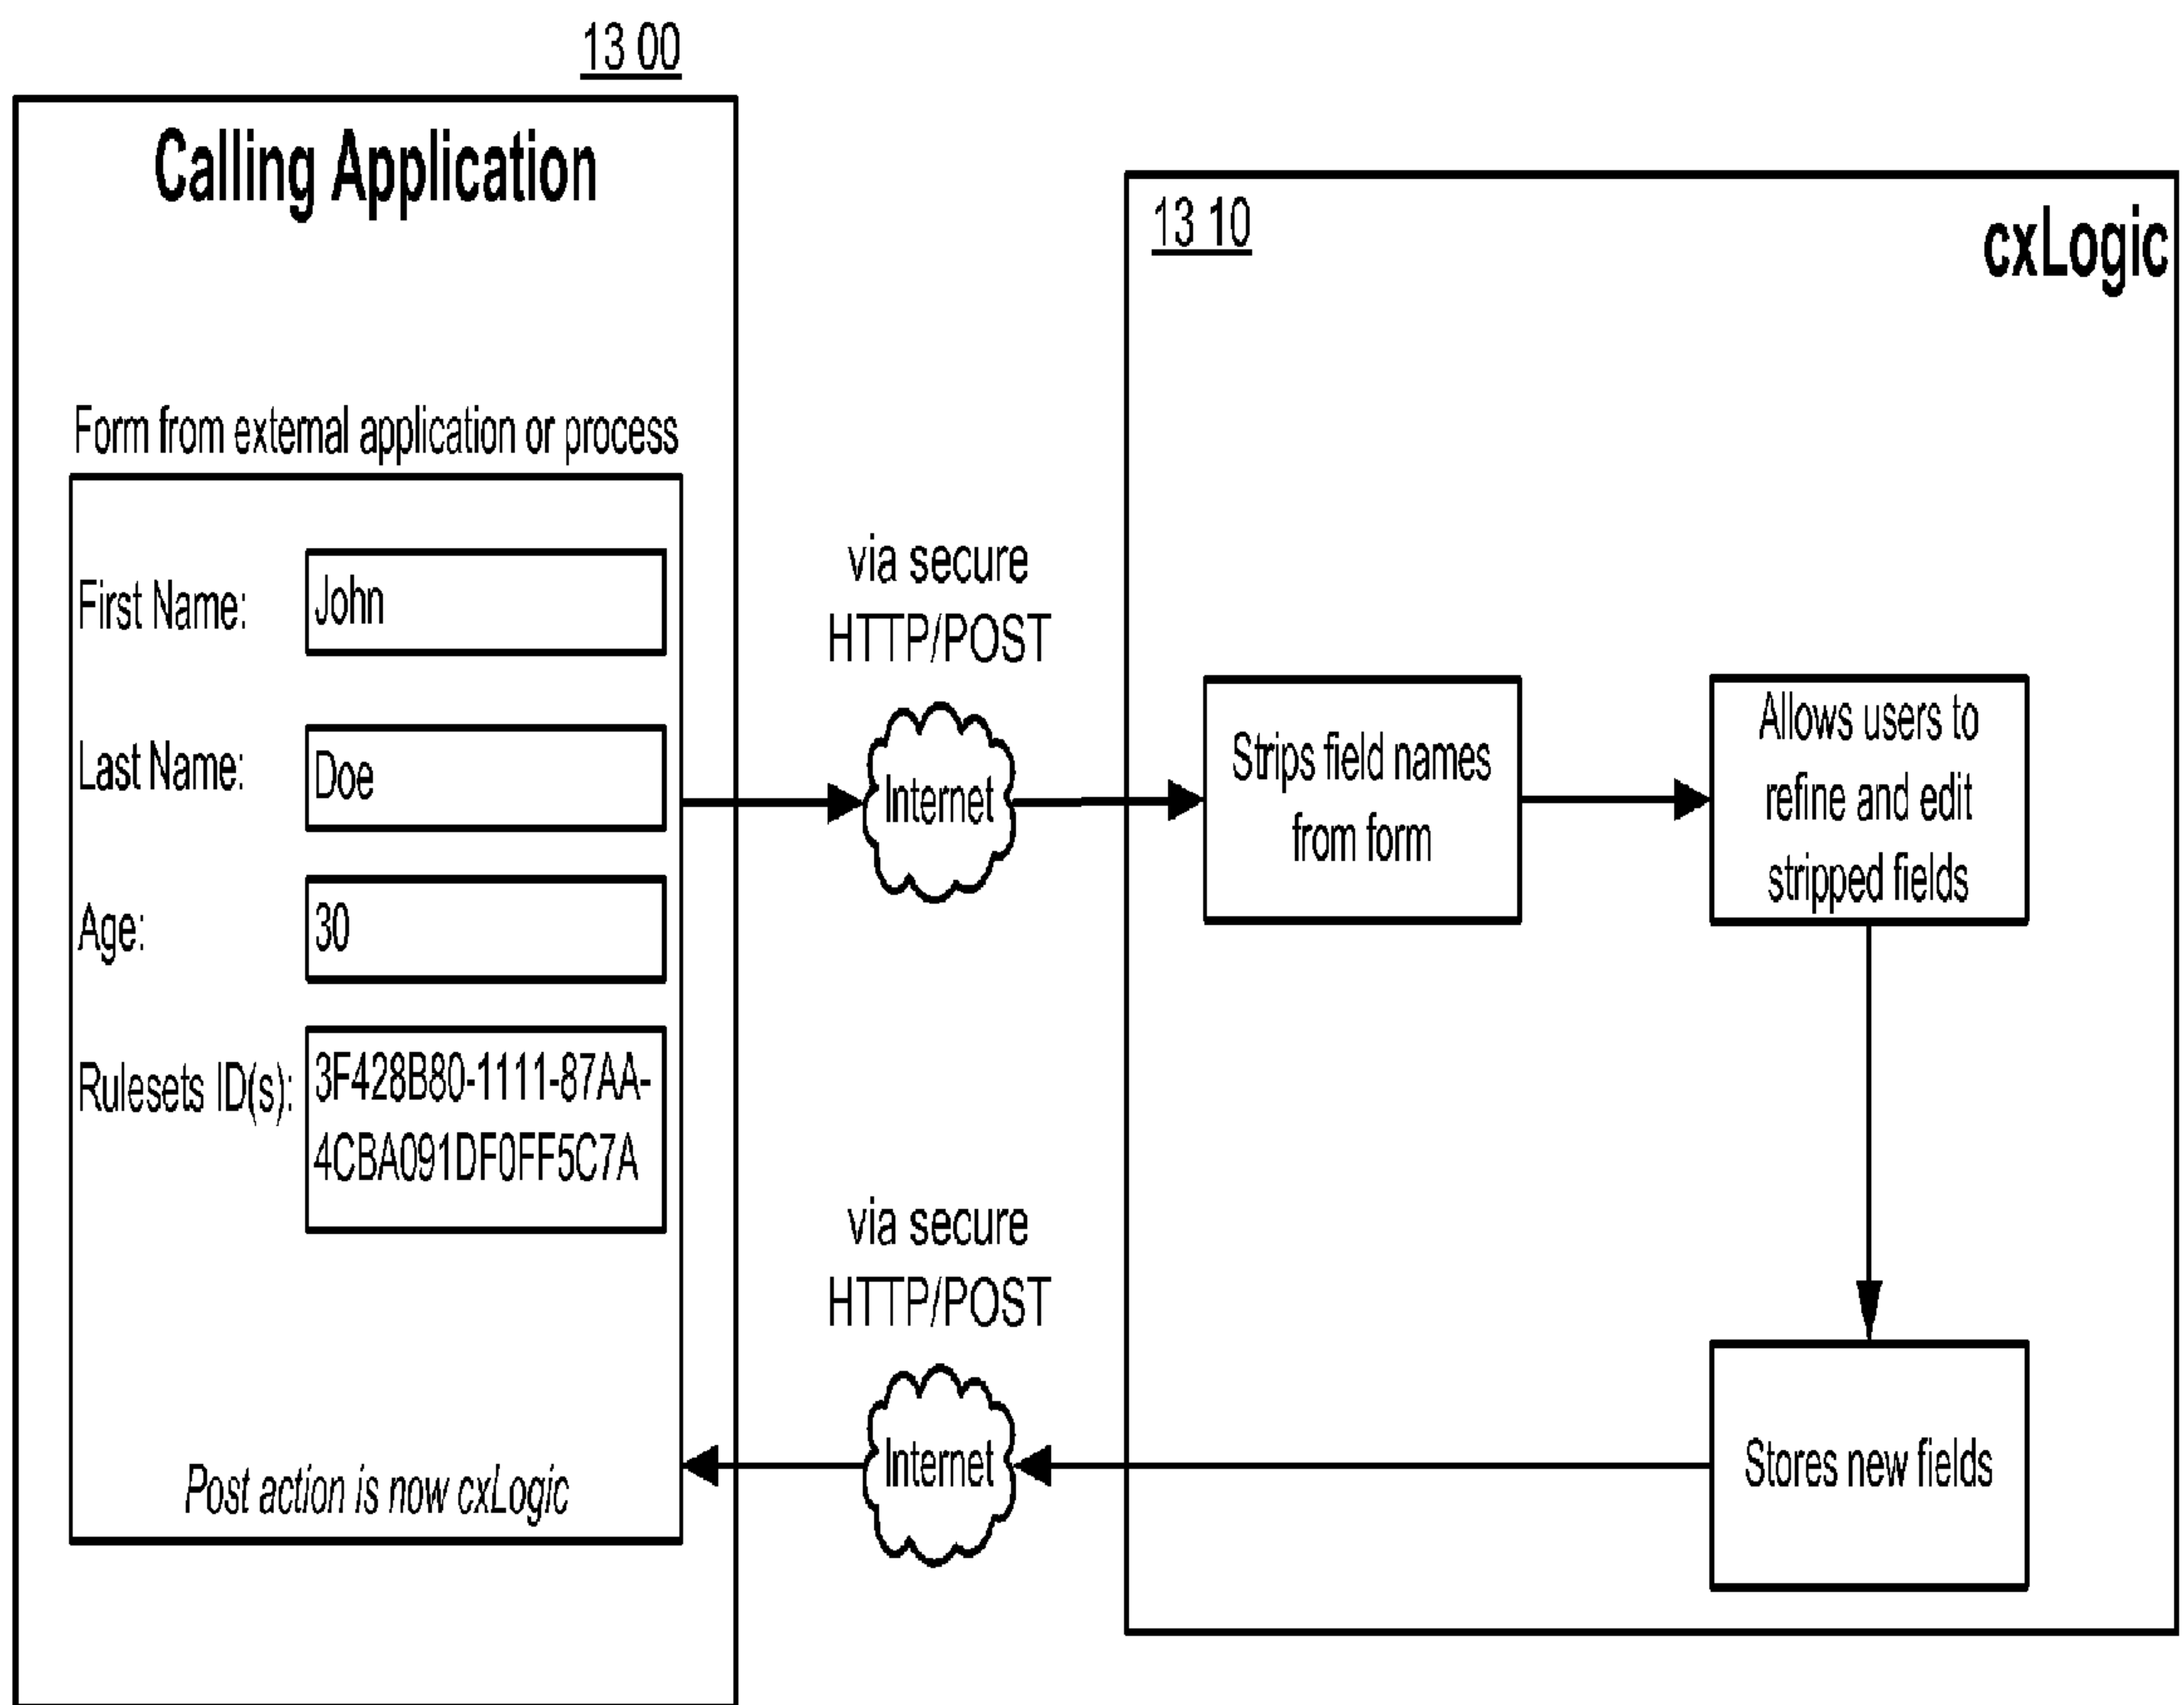 13 00
Calling Application
Form from external application or process
First Name:
John
Last Name:
Doe
Age:
30
Rulesets ID(s):
3F428B80-1111-87AA-
4CBA091DF0FF5C7A
Post action is now cxLogic
via secure
HTTP/POST
Internet
via secure
HTTP/POST
Internet
13 10
cxLogic
Strips field names
from form
Allows users to
refine and edit
stripped fields
Stores new fields